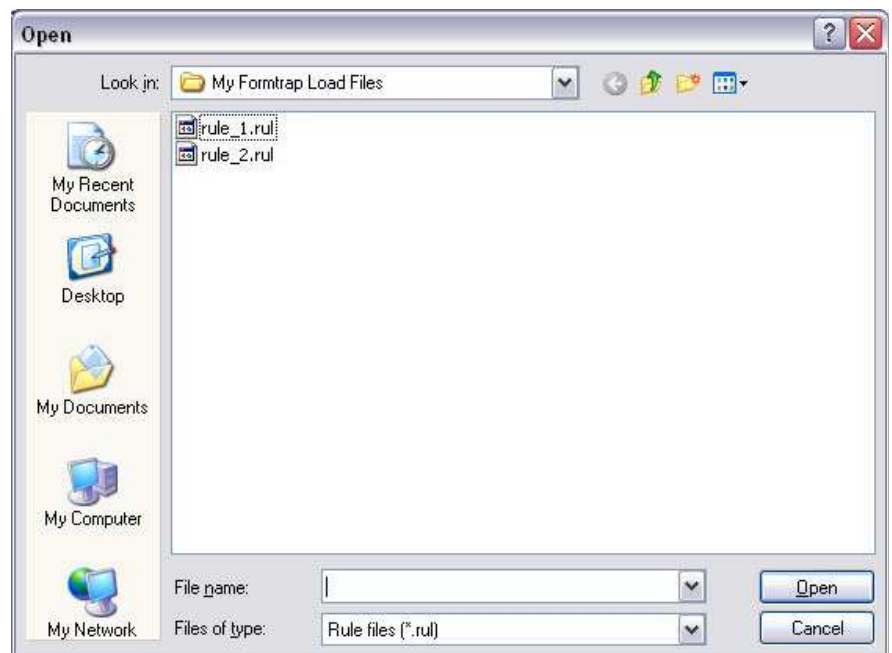 Open
?
Look in: My Formtrap Load Files
rule_1.rul
rule_2.rul
My Recent
Documents
Desktop
My Documents
My Computer
My Network
File name:
Open
Files of type: Rule files (*.rul)
Cancel